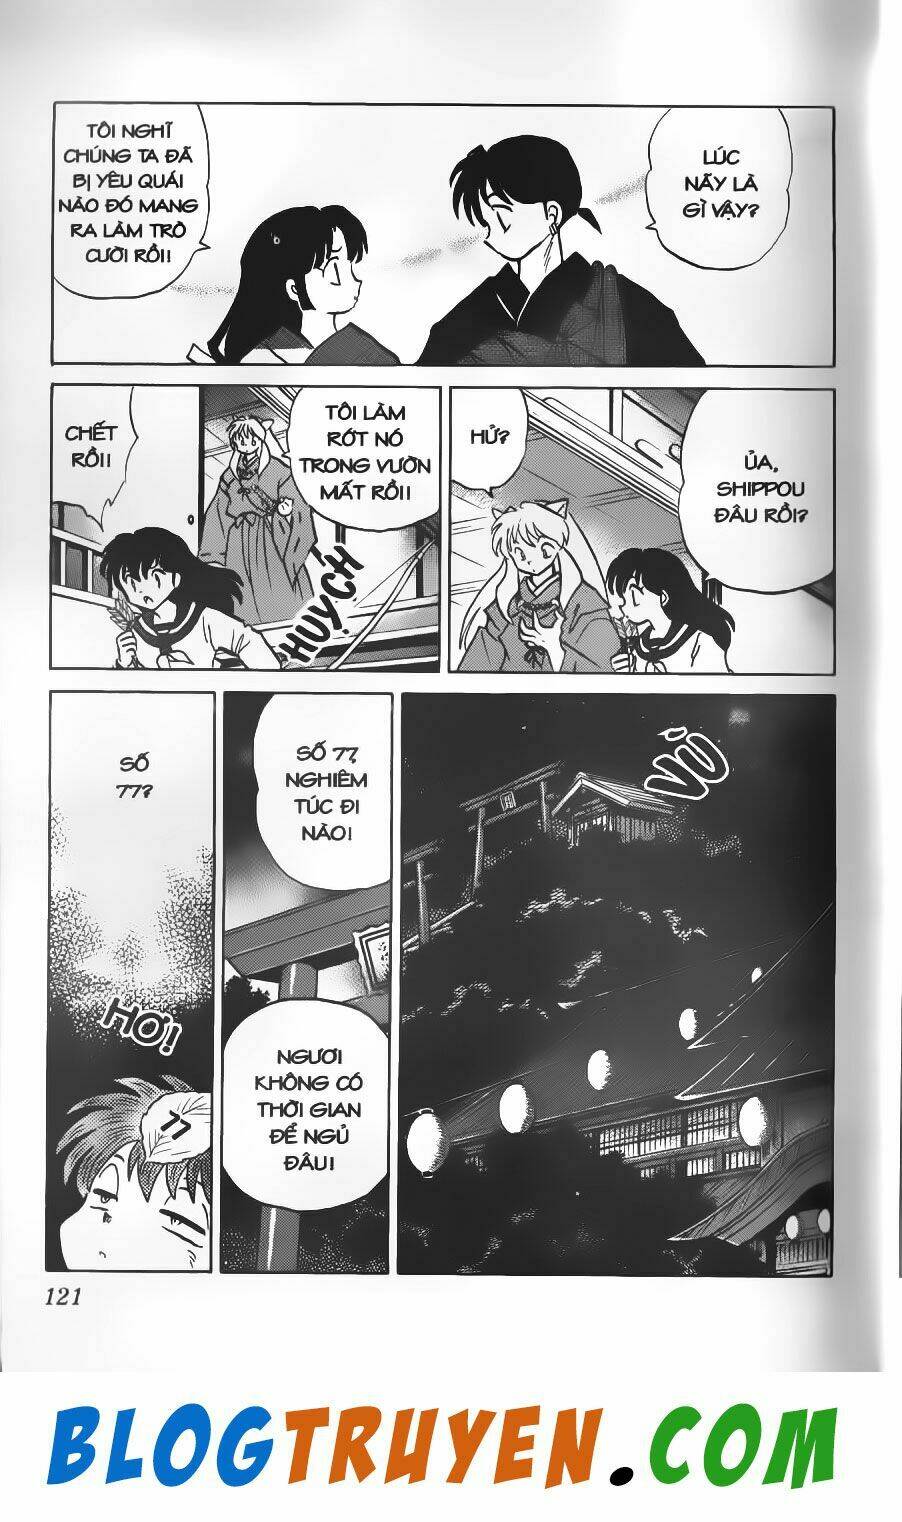 LÚC
NÃY LÀ
GÌ VẬY?
TÔI NGHĨ
CHÚNG TA ĐÃ
BỊ YÊU QUÁI
NÀO ĐÓ MANG
RA LÀM TRÒ
CƯỜI RỒI!
ỦA,
SHIPPOU
ĐÂU RỒI?
HỬ?
TÔI LÀM
RỚT NÓ
TRONG VƯỜN
MẤT RỒI!
HUỴCH
CHẾT
RỒI!
VÙ
SỐ 77,
NGHIÊM
TÚC ĐI
NÀO!
NGƯƠI
KHÔNG CÓ
THỜI GIAN
ĐỂ NGỦ
ĐÂU!
SỐ
77?
HƠ!
77
121
BLOGTRUYEN.COM